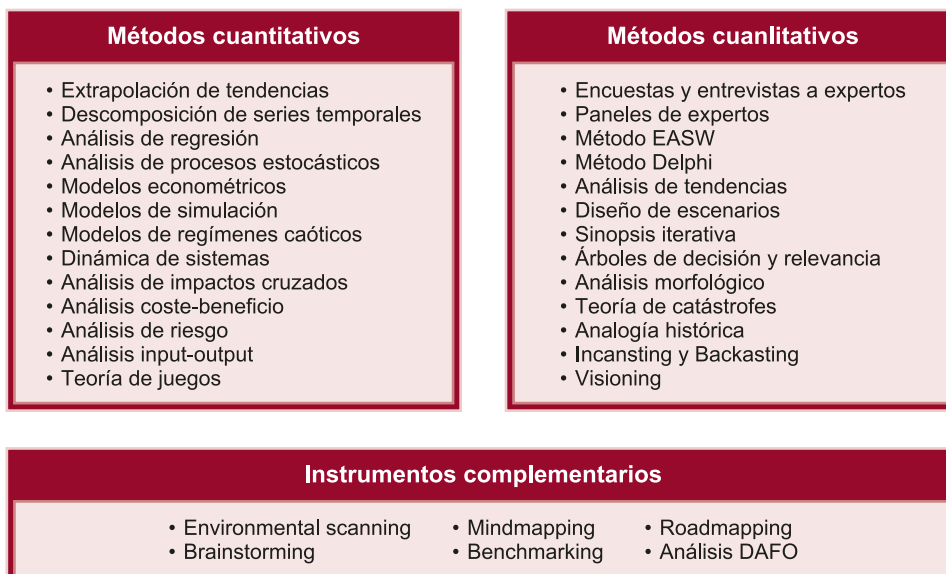 Métodos cuantitativos
• Extrapolación de tendencias
• Descomposición de series temporales
• Análisis de regresión
• Análisis de procesos estocásticos
• Modelos econométricos
• Modelos de simulación
• Modelos de regímenes caóticos
• Dinámica de sistemas
• Análisis de impactos cruzados
• Análisis coste-beneficio
• Análisis de riesgo
• Análisis input-output
• Teoría de juegos
Métodos cuanlitativos
• Encuestas y entrevistas a expertos
• Paneles de expertos
• Método EASW
• Método Delphi
• Análisis de tendencias
• Diseño de escenarios
• Sinopsis iterativa
• Árboles de decisión y relevancia
• Análisis morfológico
• Teoría de catástrofes
• Analogía histórica
• Incansting y Backasting
• Visioning
Instrumentos complementarios
• Environmental scanning • Mindmapping • Roadmapping
• Brainstorming • Benchmarking • Análisis DAFO